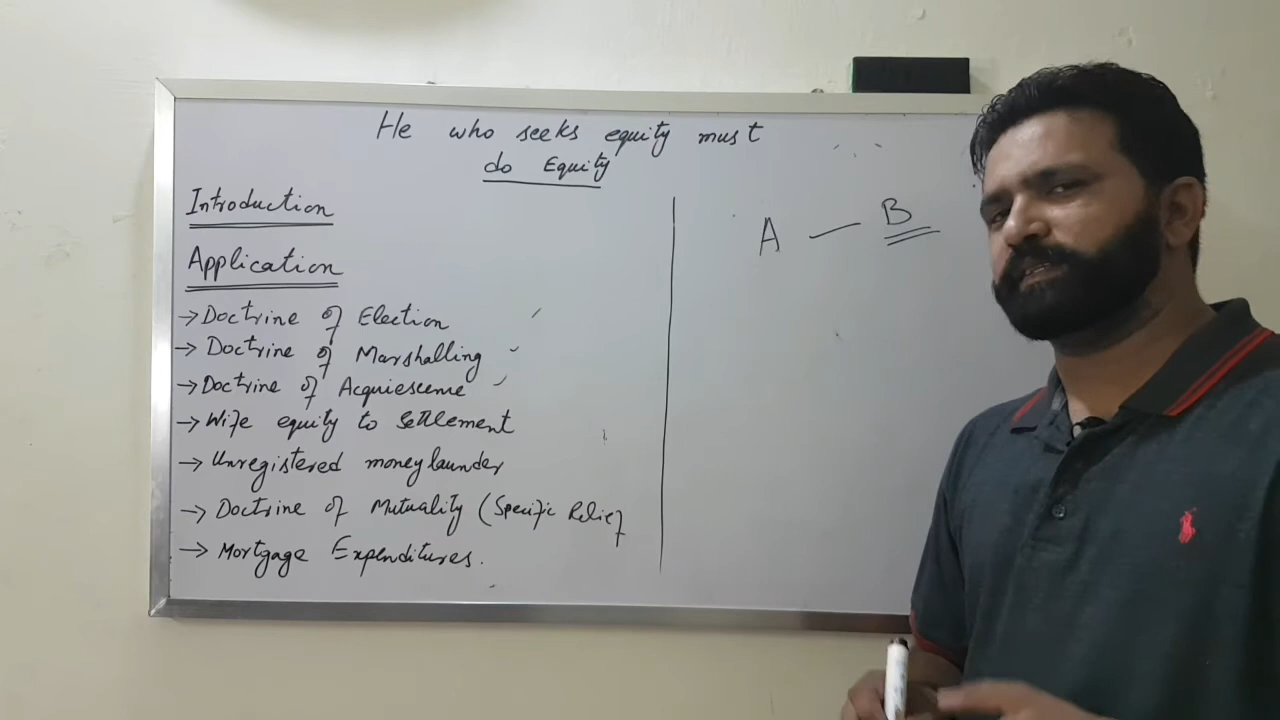 He who seeks equity must
do Equity
Introduction
Application
→ Doctrine of Election
→ Doctrine of Marshalling
→ Doctrine of Acquiesceme
→ Wife equity to Settlement
→ Unregistered money launder
→ Doctrine of Mutuality (Specific Relief
→ Mortgage Expenditures.
A — B